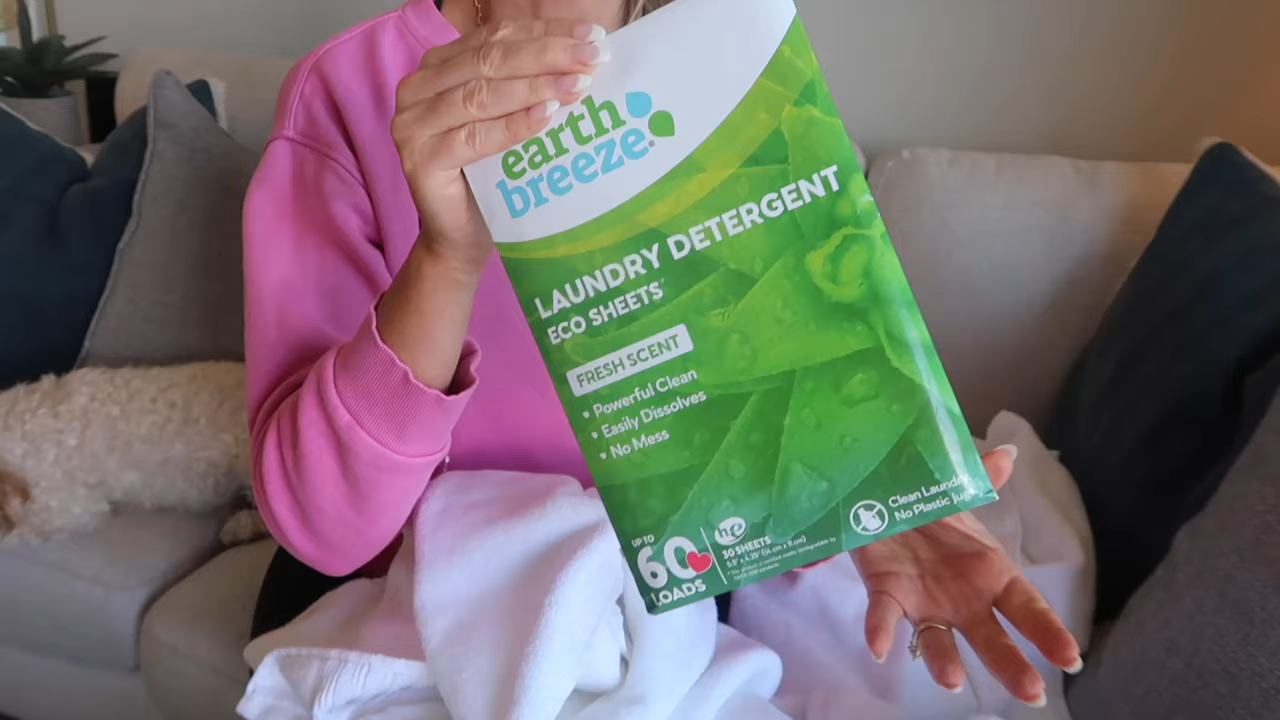 earth
breeze®
LAUNDRY DETERGENT
ECO SHEETS
FRESH SCENT
• Powerful Clean
• Easily Dissolves
• No Mess
UP TO
60
LOADS
he
30 SHEETS
Clean Laundry.
No Plastic Jugs